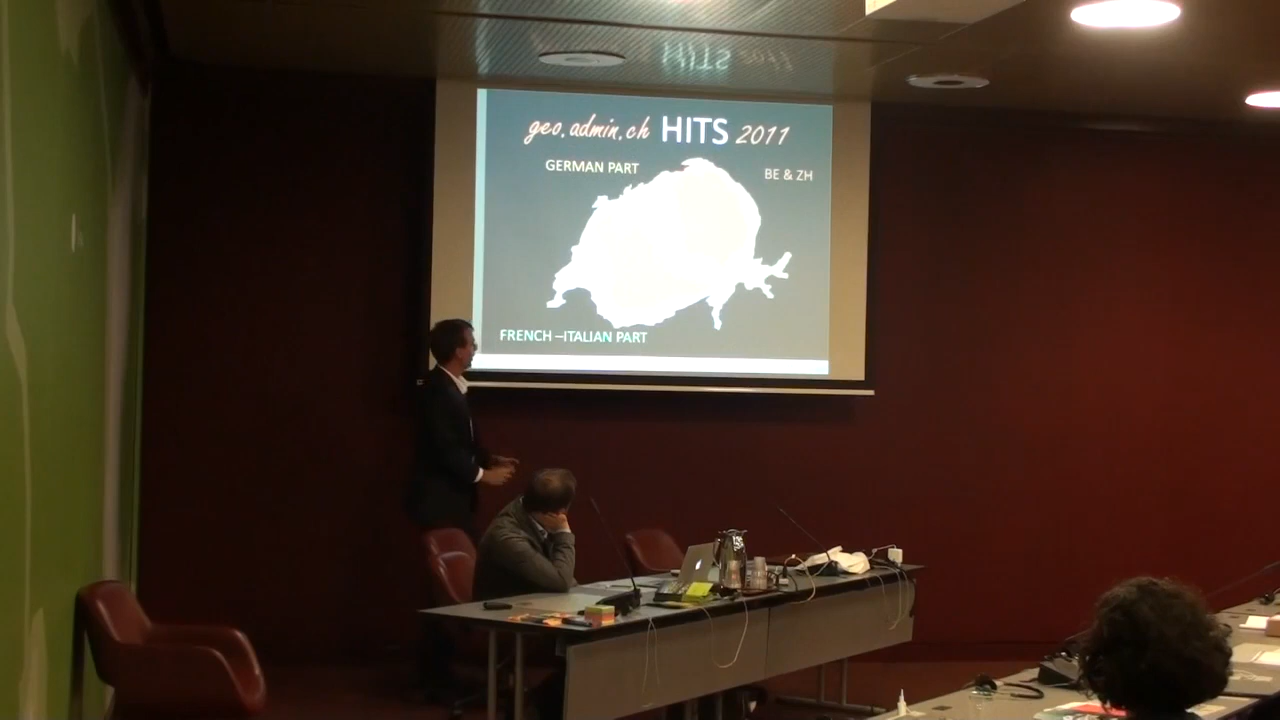 geo.admin.ch HITS 2011
GERMAN PART
BE & ZH
FRENCH –ITALIAN PART